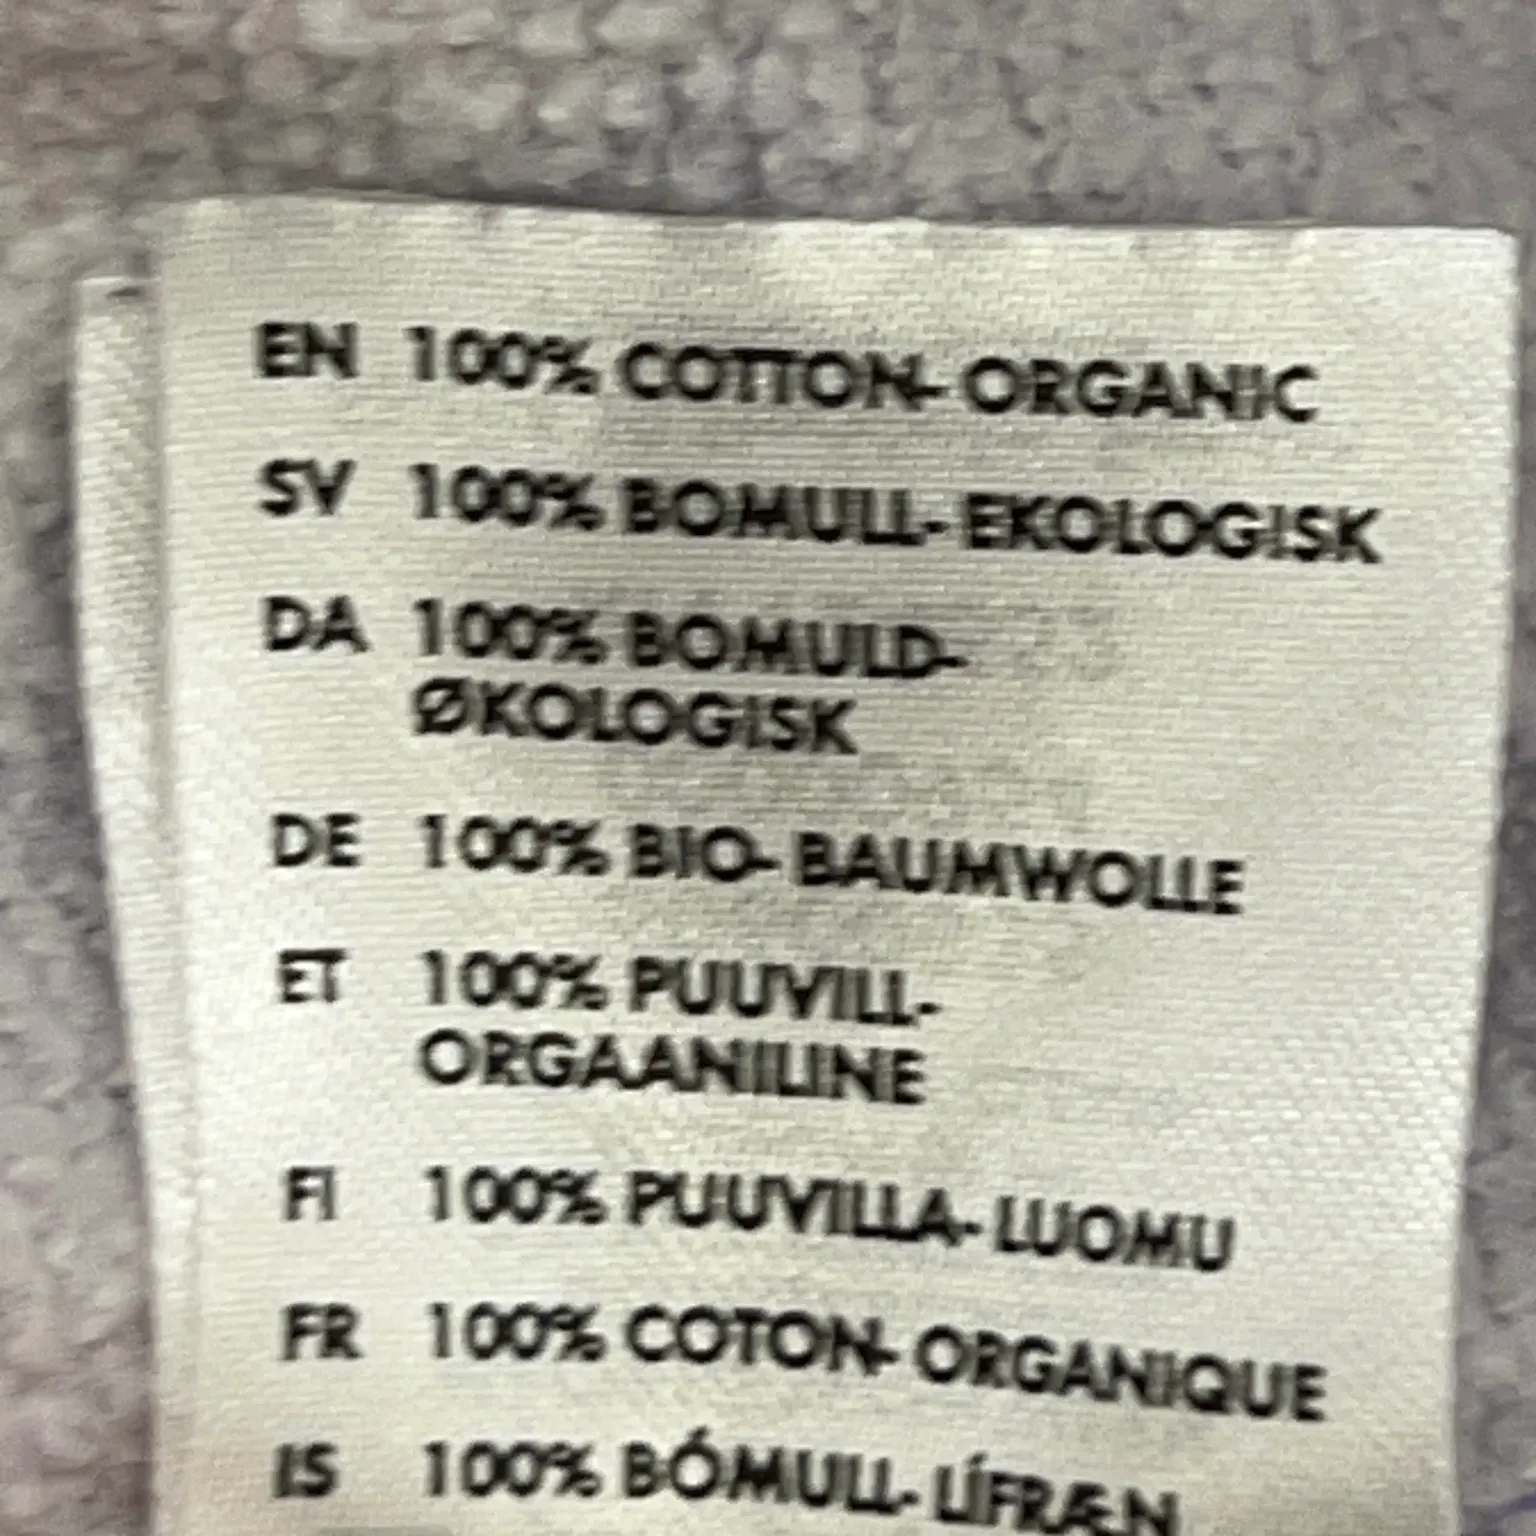 EN 100% COTTON- ORGANIC
SV 100% BOMULL- EKOLOGISK
DA 100% BOMULD-
ØKOLOGISK
DE 100% BIO- BAUMWOLLE
ET 100% PUUVILL-
ORGAANILINE
FI 100% PUUVILLA- LUOMU
FR 100% COTON- ORGANIQUE
IS 100% BÓMULL- LÍFRÆN